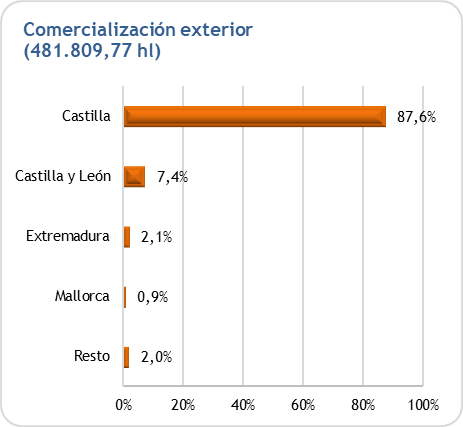 Comercialización exterior
(481.809,77 hl)
Castilla 87,6%
Castilla y León 7,4%
Extremadura 2,1%
Mallorca 0,9%
Resto 2,0%
0% 20% 40% 60% 80% 100%